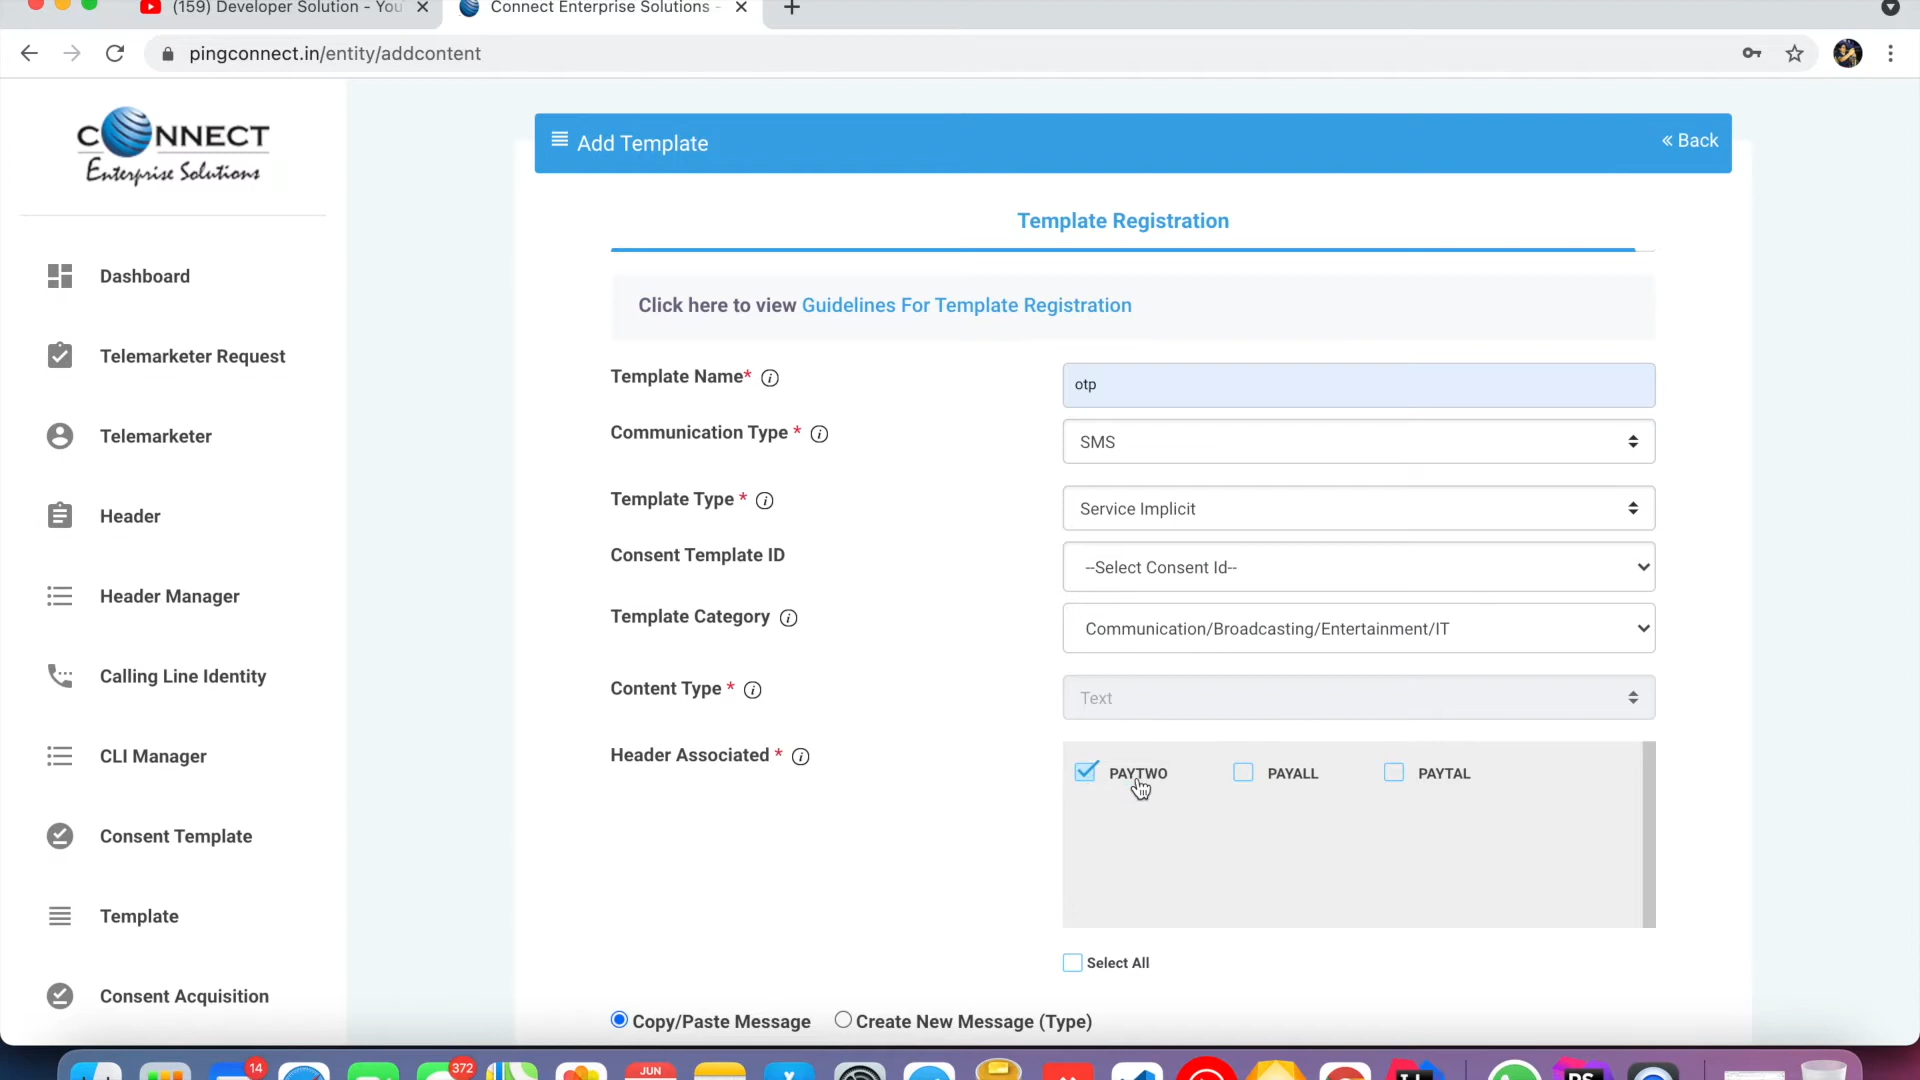 (159) Developer Solution - You
Connect Enterprise Solutions -
pingconnect.in/entity/addcontent
CONNECT
Enterprise Solutions
Add Template
« Back
Template Registration
Dashboard
Click here to view Guidelines For Template Registration
Telemarketer Request
Template Name*
otp
Telemarketer
Communication Type *
SMS
Header
Template Type *
Service Implicit
Consent Template ID
--Select Consent Id--
Header Manager
Template Category
Communication/Broadcasting/Entertainment/IT
Calling Line Identity
Content Type *
Text
CLI Manager
Header Associated *
PAYTWO
PAYALL
PAYTAL
Consent Template
Template
Select All
Consent Acquisition
Copy/Paste Message
Create New Message (Type)
14
372
JUN